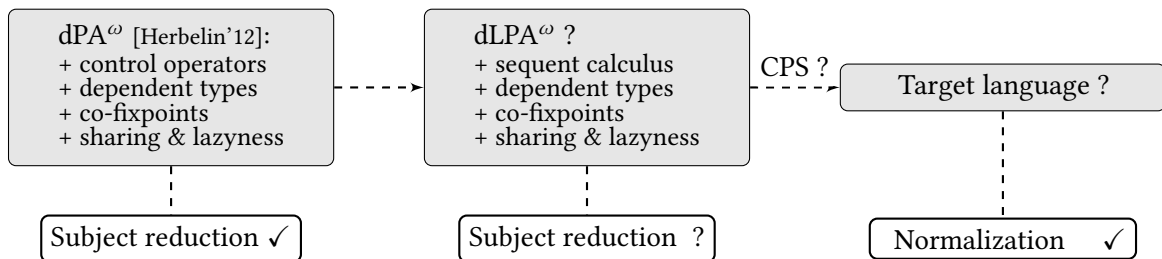 dPA^ω [Herbelin’12]:
+ control operators
+ dependent types
+ co-fixpoints
+ sharing & lazyness
dLPA^ω ?
+ sequent calculus
+ dependent types
+ co-fixpoints
+ sharing & lazyness
CPS ?
Target language ?
Subject reduction ✓
Subject reduction ?
Normalization ✓